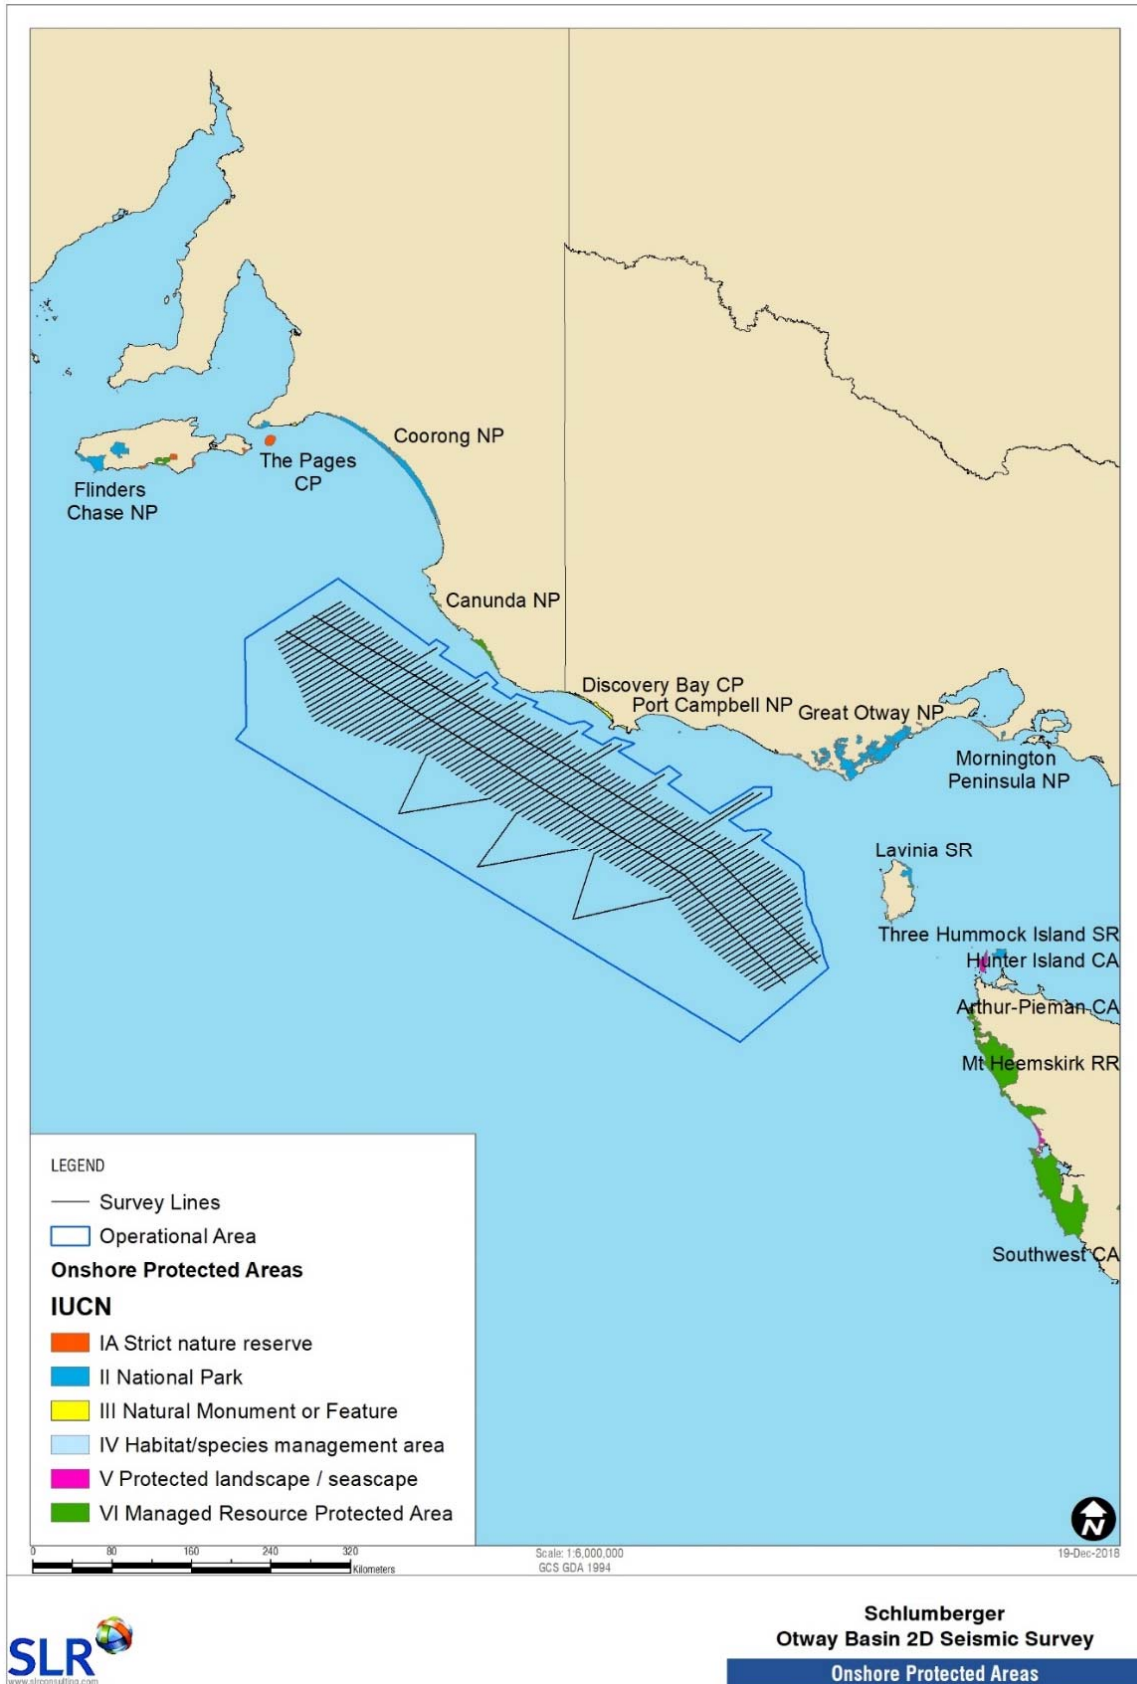 Coorong NP
The Pages
CP
Flinders
Chase NP
Canunda NP
Discovery Bay CP
Port Campbell NP
Great Otway NP
Mornington
Peninsula NP
Lavinia SR
Three Hummock Island SR
Hunter Island CA
Arthur-Pieman CA
Mt Heemskirk RR
Southwest CA
LEGEND
Survey Lines
Operational Area
Onshore Protected Areas
IUCN
IA Strict nature reserve
II National Park
III Natural Monument or Feature
IV Habitat/species management area
V Protected landscape / seascape
VI Managed Resource Protected Area
N
0 80 160 240 320
Kilometers
Scale: 1:6,000,000
GCS GDA 1994
19-Dec-2018
SLR
www.slrconsulting.com
Schlumberger
Otway Basin 2D Seismic Survey
Onshore Protected Areas